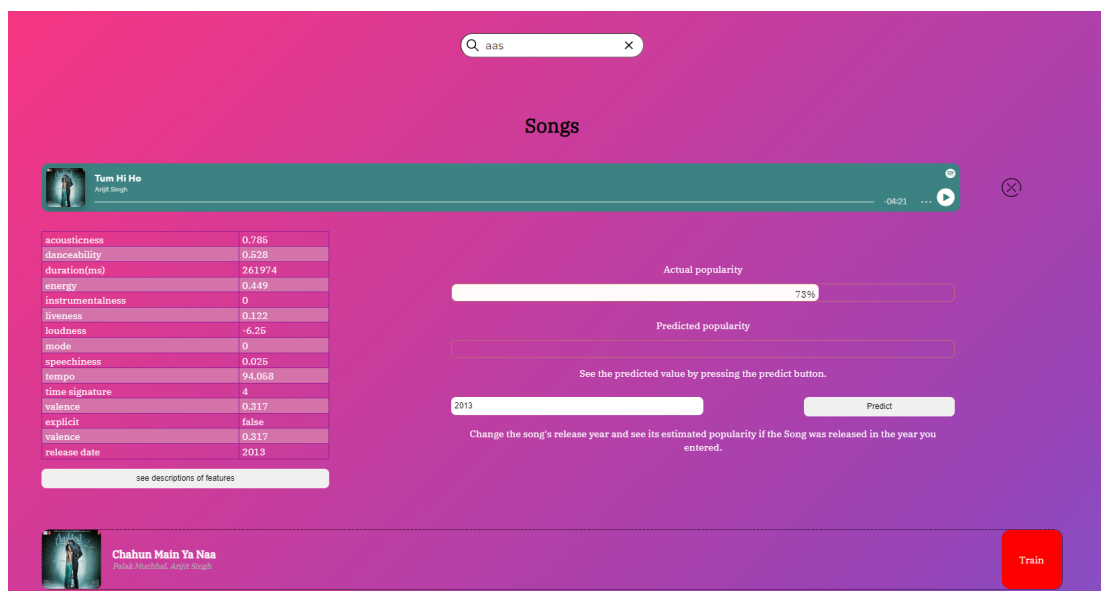 aas
Songs
Tum Hi Ho
Arijit Singh
-04:21
acousticness 0.785
danceability 0.528
duration(ms) 261974
energy 0.449
instrumentalness 0
liveness 0.122
loudness -6.25
mode 0
speechiness 0.025
tempo 94.058
time signature 4
valence 0.317
explicit false
valence 0.317
release date 2013
see descriptions of features
Actual popularity
73%
Predicted popularity
See the predicted value by pressing the predict button.
2013 Predict
Change the song's release year and see its estimated popularity if the Song was released in the year you
entered.
Chahun Main Ya Naa
Palak Muchhal, Arijit Singh
Train